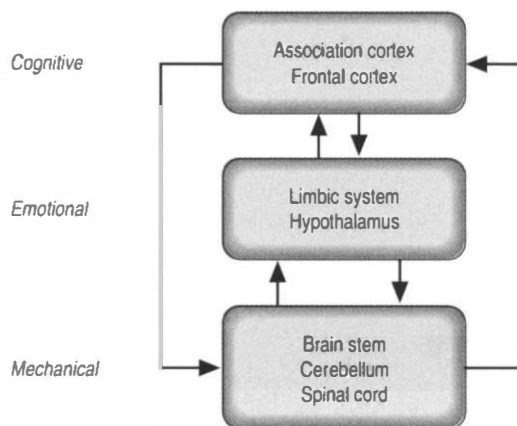 Cognitive
Association cortex
Frontal cortex
Emotional
Limbic system
Hypothalamus
Mechanical
Brain stem
Cerebellum
Spinal cord